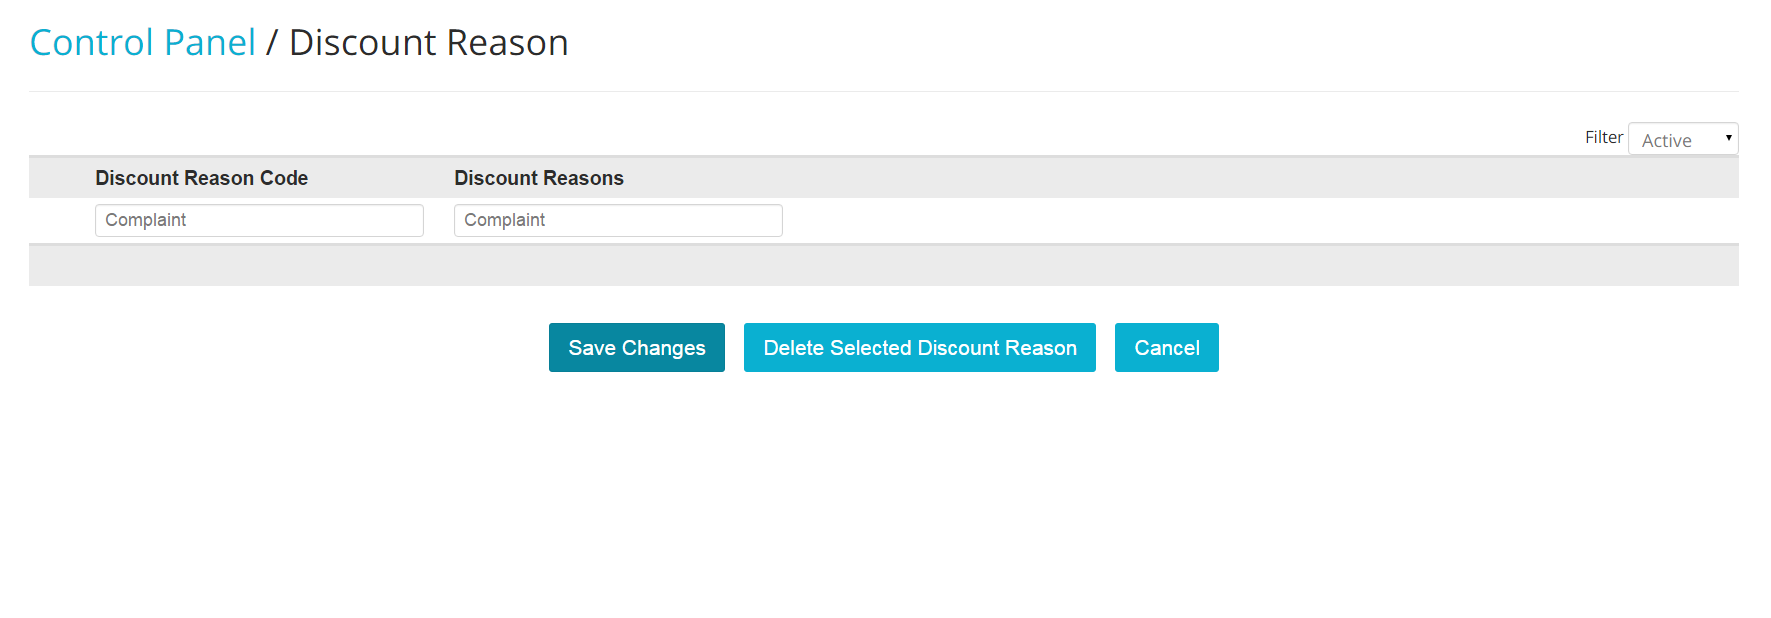 Control Panel / Discount Reason
Filter Active
Discount Reason Code Discount Reasons
Complaint Complaint
Save Changes Delete Selected Discount Reason Cancel